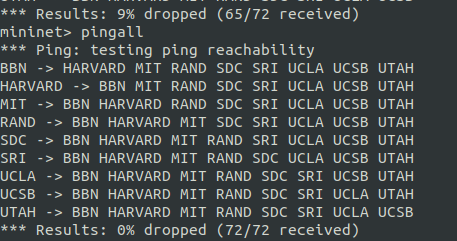 *** Results: 9% dropped (65/72 received)
mininet> pingall
*** Ping: testing ping reachability
BBN -> HARVARD MIT RAND SDC SRI UCLA UCSB UTAH
HARVARD -> BBN MIT RAND SDC SRI UCLA UCSB UTAH
MIT -> BBN HARVARD RAND SDC SRI UCLA UCSB UTAH
RAND -> BBN HARVARD MIT SDC SRI UCLA UCSB UTAH
SDC -> BBN HARVARD MIT RAND SRI UCLA UCSB UTAH
SRI -> BBN HARVARD MIT RAND SDC UCLA UCSB UTAH
UCLA -> BBN HARVARD MIT RAND SDC SRI UCSB UTAH
UCSB -> BBN HARVARD MIT RAND SDC SRI UCLA UTAH
UTAH -> BBN HARVARD MIT RAND SDC SRI UCLA UCSB
*** Results: 0% dropped (72/72 received)